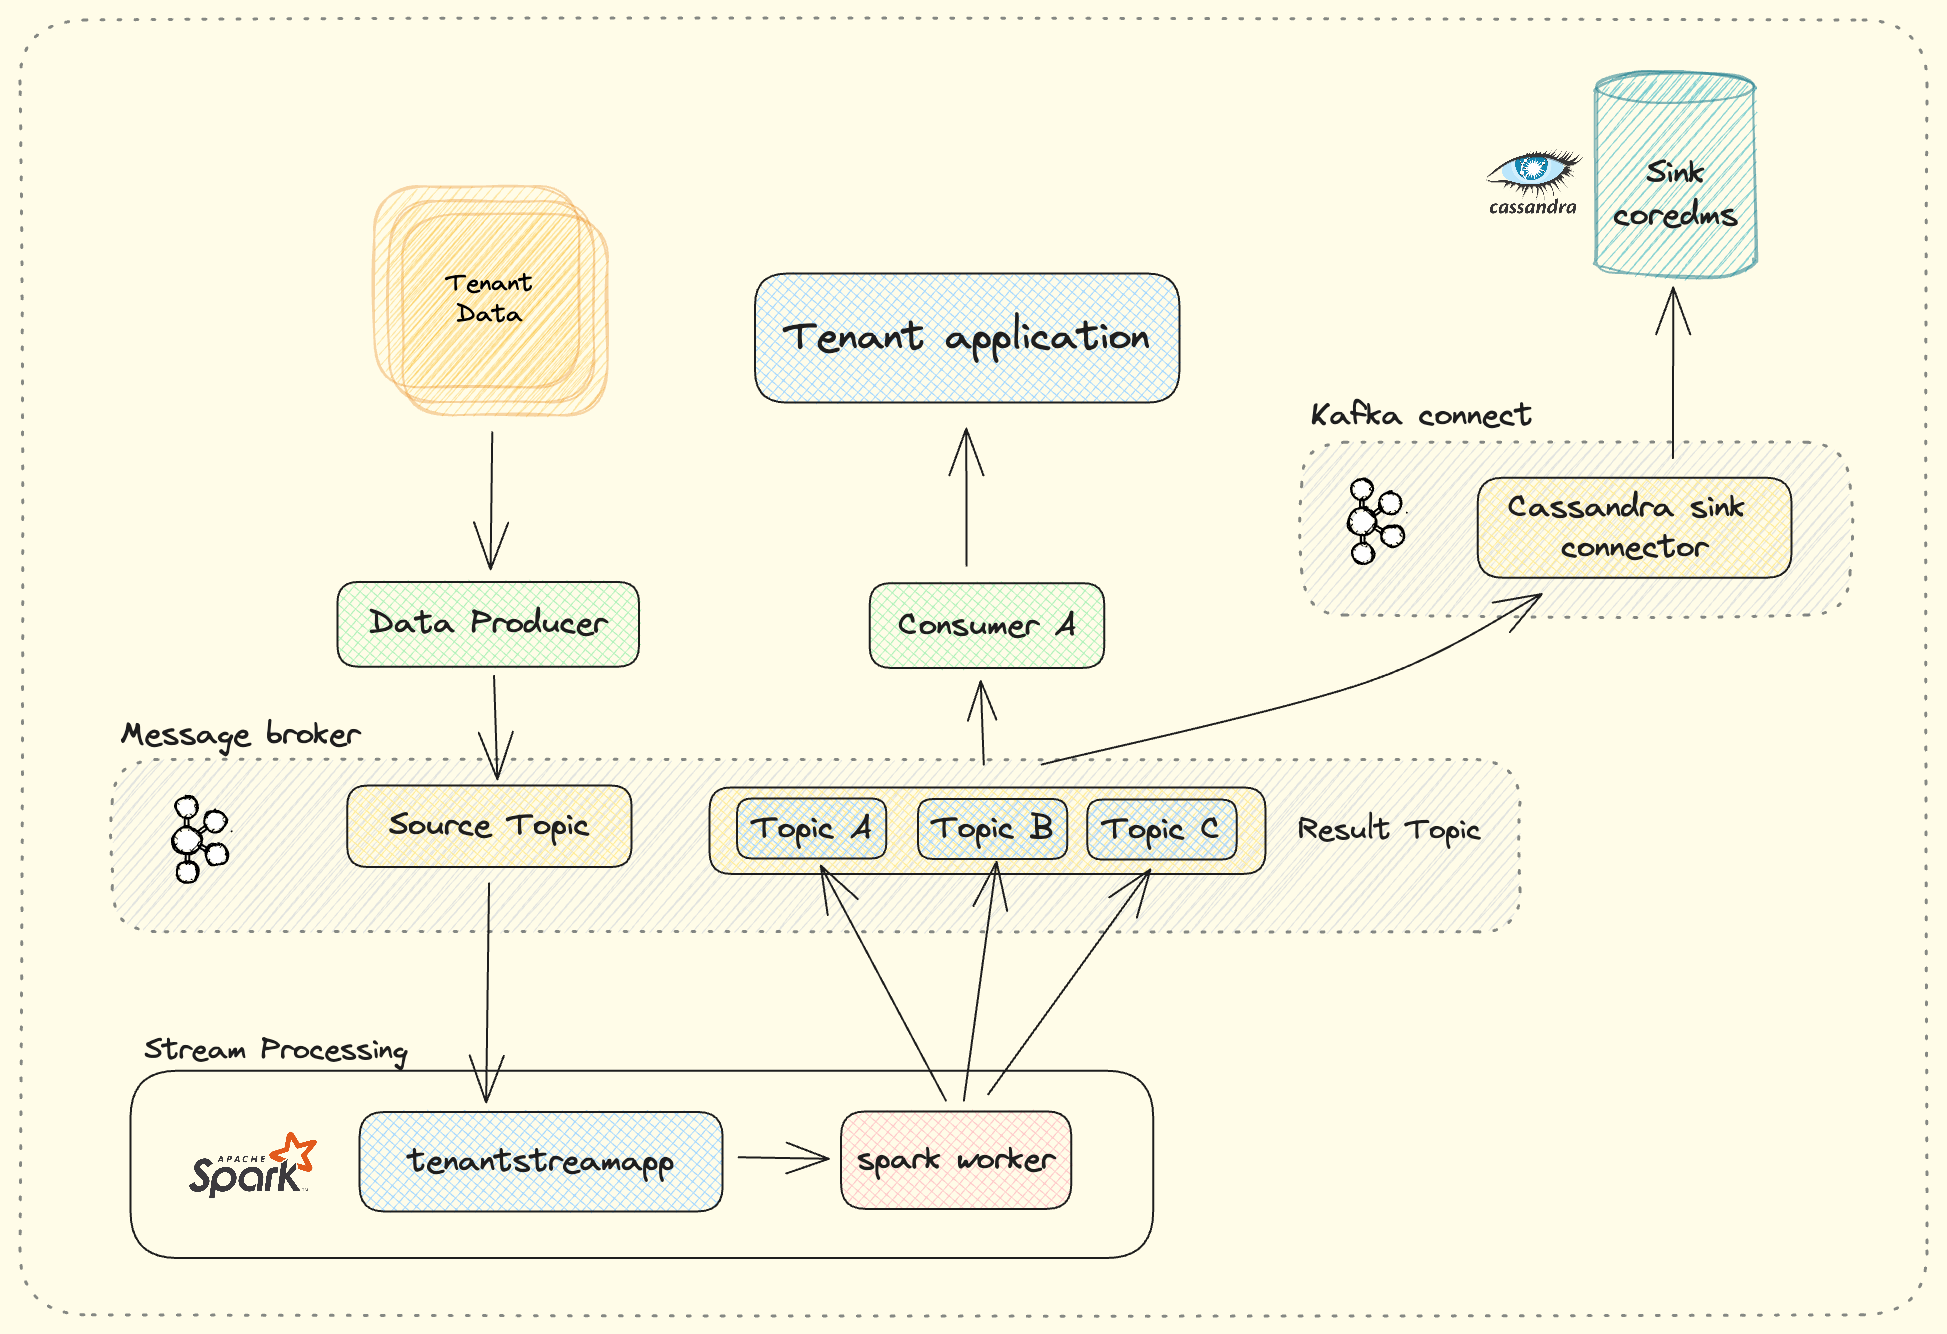 Tenant
Data
Tenant application
cassandra
Sink
coredms
Kafka connect
Cassandra sink
connector
Data Producer
Consumer A
Message broker
Source Topic
Topic A
Topic B
Topic C
Result Topic
Stream Processing
APACHE
Spark
tenantstreamapp
spark worker